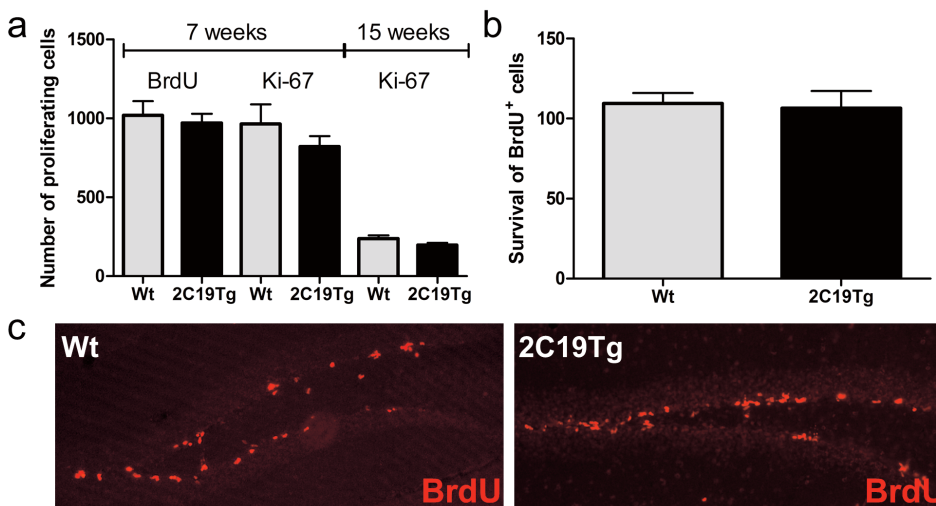 a
7 weeks
15 weeks
BrdU
Ki-67
Ki-67
Number of proliferating cells
1500
1000
500
0
Wt
2C19Tg
Wt
2C19Tg
Wt
2C19Tg
b
Survival of BrdU⁺ cells
150
100
50
0
Wt
2C19Tg
c
Wt
BrdU
2C19Tg
BrdU